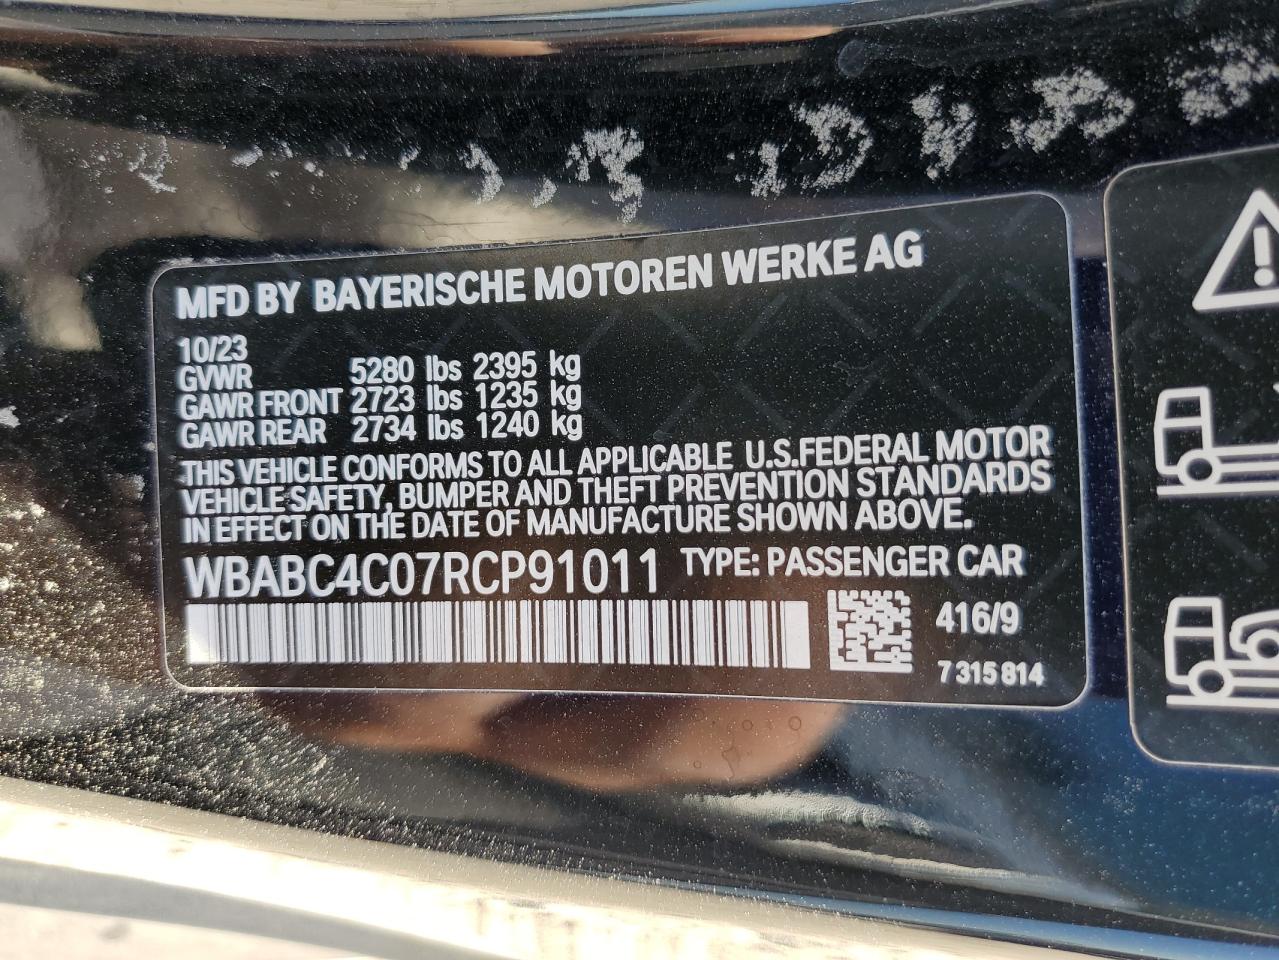 MFD BY BAYERISCHE MOTOREN WERKE AG
10/23
GVWR 5280 lbs 2395 kg
GAWR FRONT 2723 lbs 1235 kg
GAWR REAR 2734 lbs 1240 kg
THIS VEHICLE CONFORMS TO ALL APPLICABLE U.S.FEDERAL MOTOR
VEHICLE SAFETY, BUMPER AND THEFT PREVENTION STANDARDS
IN EFFECT ON THE DATE OF MANUFACTURE SHOWN ABOVE.
WBABC4C07RCP91011 TYPE: PASSENGER CAR
416/9
7 315 814